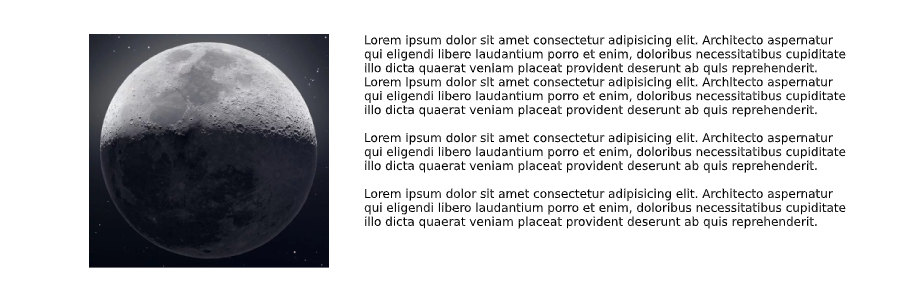 Lorem ipsum dolor sit amet consectetur adipisicing elit. Architecto aspernatur
qui eligendi libero laudantium porro et enim, doloribus necessitatibus cupiditate
illo dicta quaerat veniam placeat provident deserunt ab quis reprehenderit.
Lorem ipsum dolor sit amet consectetur adipisicing elit. Architecto aspernatur
qui eligendi libero laudantium porro et enim, doloribus necessitatibus cupiditate
illo dicta quaerat veniam placeat provident deserunt ab quis reprehenderit.
Lorem ipsum dolor sit amet consectetur adipisicing elit. Architecto aspernatur
qui eligendi libero laudantium porro et enim, doloribus necessitatibus cupiditate
illo dicta quaerat veniam placeat provident deserunt ab quis reprehenderit.
Lorem ipsum dolor sit amet consectetur adipisicing elit. Architecto aspernatur
qui eligendi libero laudantium porro et enim, doloribus necessitatibus cupiditate
illo dicta quaerat veniam placeat provident deserunt ab quis reprehenderit.